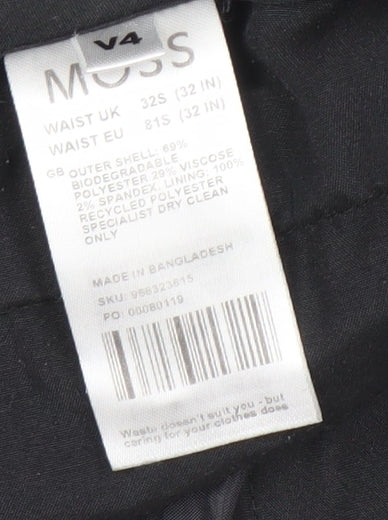 V4
MOSS
WAIST UK 32S (32 IN)
WAIST EU 81S (32 IN)
GB OUTER SHELL: 69%
BIODEGRADABLE
POLYESTER 29% VISCOSE
2% SPANDEX, LINING: 100%
RECYCLED POLYESTER
SPECIALIST DRY CLEAN
ONLY
MADE IN BANGLADESH
SKU: 966323615
PO: 00080119
Waste doesn't suit you - but
caring for your clothes does